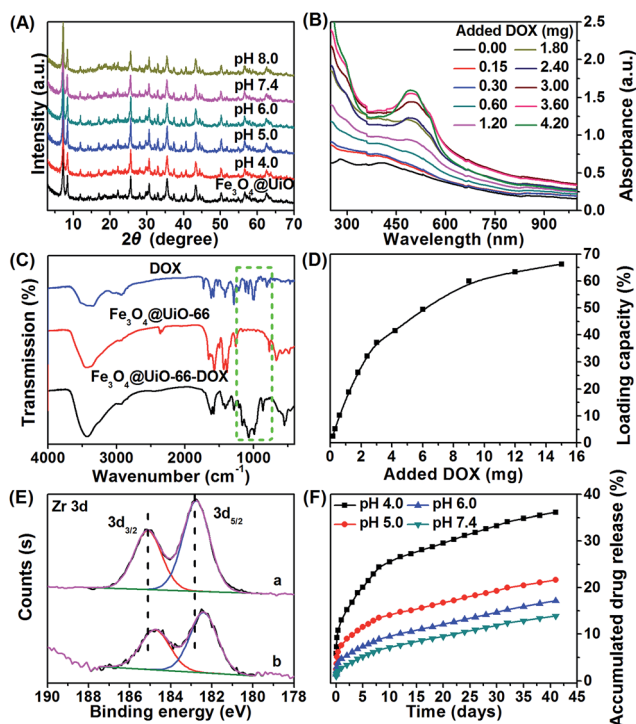 (A)
pH 8.0
pH 7.4
pH 6.0
pH 5.0
pH 4.0
Fe₃O₄@UiO
Intensity (a.u.)
10 20 30 40 50 60 70
2θ (degree)
(B)
Added DOX (mg)
0.00 1.80
0.15 2.40
0.30 3.00
0.60 3.60
1.20 4.20
2.5
2.0
1.5
1.0
0.5
0.0
Absorbance (a.u.)
300 450 600 750 900
Wavelength (nm)
(C)
DOX
Fe₃O₄@UiO-66
Fe₃O₄@UiO-66-DOX
Transmission (%)
4000 3000 2000 1000
Wavenumber (cm⁻¹)
(D)
70
60
50
40
30
20
10
0
Loading capacity (%)
0 2 4 6 8 10 12 14 16
Added DOX (mg)
(E)
Zr 3d
3d₃/₂
3d₅/₂
a
b
Counts (s)
190 188 186 184 182 180 178
Binding energy (eV)
(F)
pH 4.0 pH 6.0
pH 5.0 pH 7.4
40
30
20
10
0
Accumulated drug release (%)
0 5 10 15 20 25 30 35 40 45
Time (days)